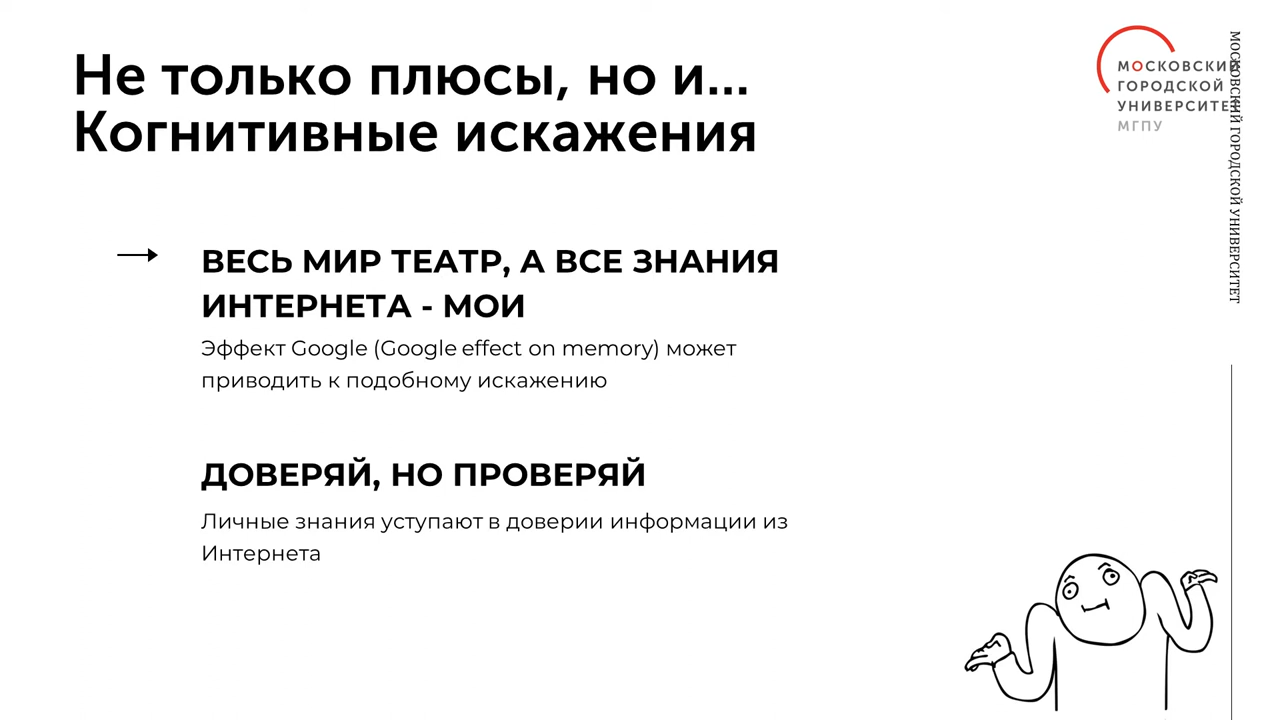 Не только плюсы, но и...
Когнитивные искажения
МОСКОВСКИЙ
ГОРОДСКОЙ
УНИВЕРСИТЕТ
МГПУ
МОСКОВСКИЙ ГОРОДСКОЙ УНИВЕРСИТЕТ
ВЕСЬ МИР ТЕАТР, А ВСЕ ЗНАНИЯ
ИНТЕРНЕТА - МОИ
Эффект Google (Google effect on memory) может
приводить к подобному искажению
ДОВЕРЯЙ, НО ПРОВЕРЯЙ
Личные знания уступают в доверии информации из
Интернета